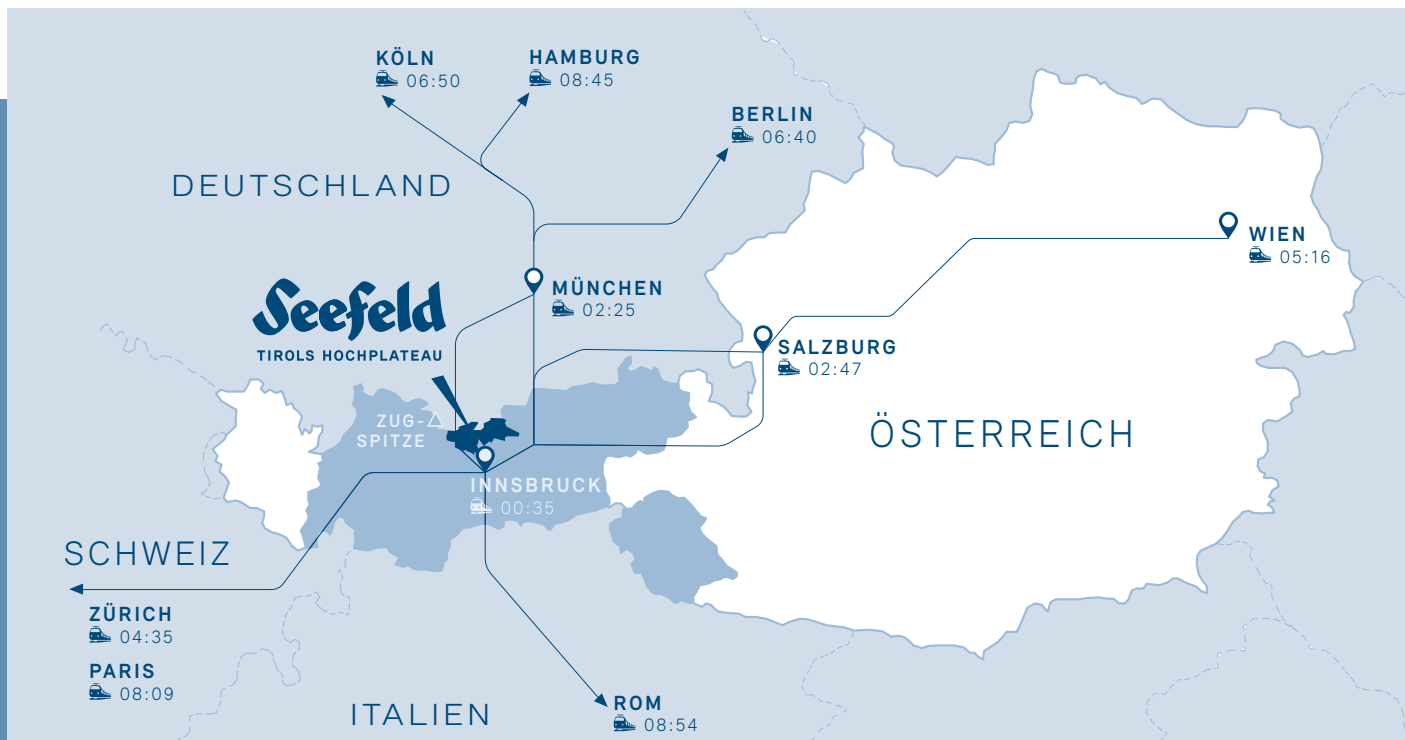 KÖLN
06:50
HAMBURG
08:45
BERLIN
06:40
DEUTSCHLAND
WIEN
05:16
MÜNCHEN
02:25
Seefeld
TIROLS HOCHPLATEAU
SALZBURG
02:47
ZUG-
SPITZE
ÖSTERREICH
INNSBRUCK
00:35
SCHWEIZ
ZÜRICH
04:35
PARIS
08:09
ITALIEN
ROM
08:54